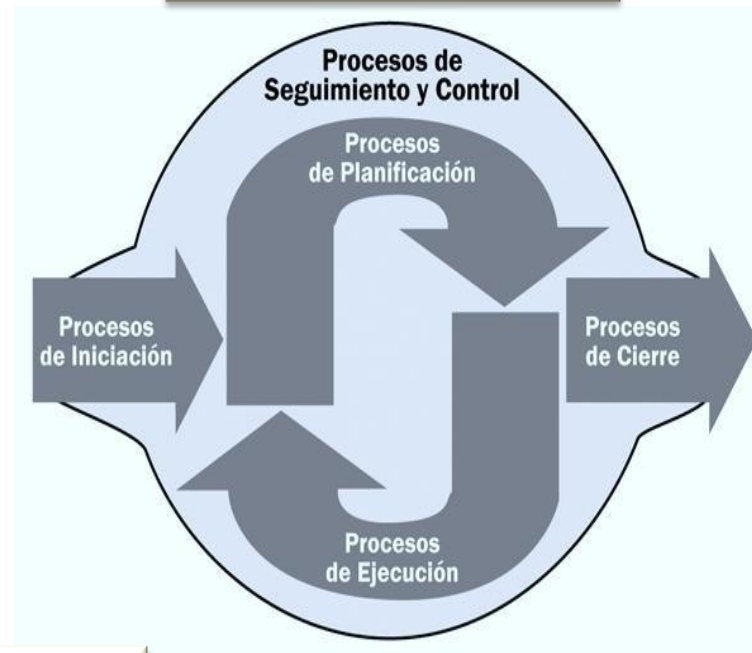 Procesos de
Seguimiento y Control
Procesos
de Planificación
Procesos
de Iniciación
Procesos
de Cierre
Procesos
de Ejecución